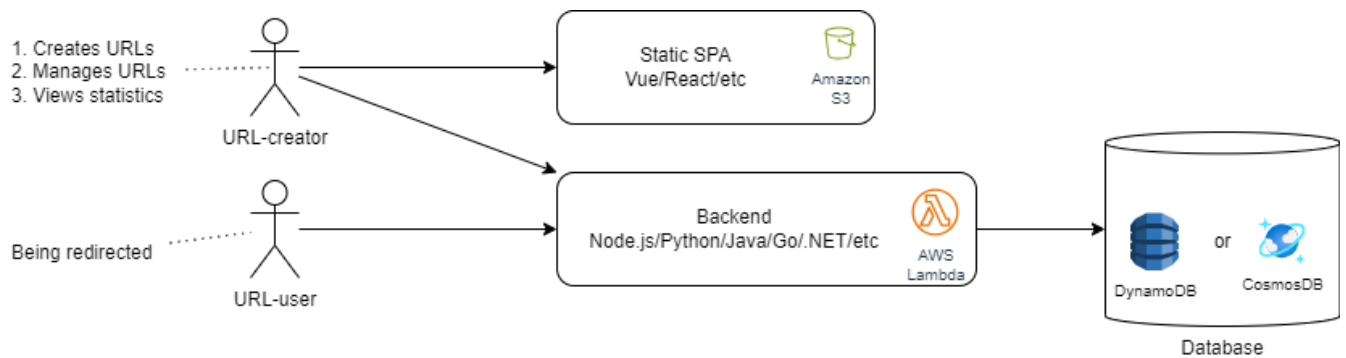 1. Creates URLs
2. Manages URLs
3. Views statistics
URL-creator
Static SPA
Vue/React/etc
Amazon
S3
Being redirected
URL-user
Backend
Node.js/Python/Java/Go/.NET/etc
AWS
Lambda
or
DynamoDB
CosmosDB
Database